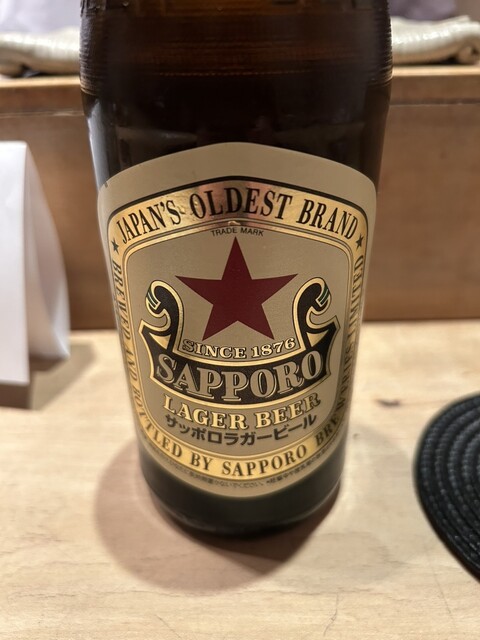 JAPAN'S OLDEST BRAND
TRADE MARK
SINCE 1876
SAPPORO
LAGER BEER
サッポロラガービール
BREWED AND BOTTLED BY SAPPORO BREW